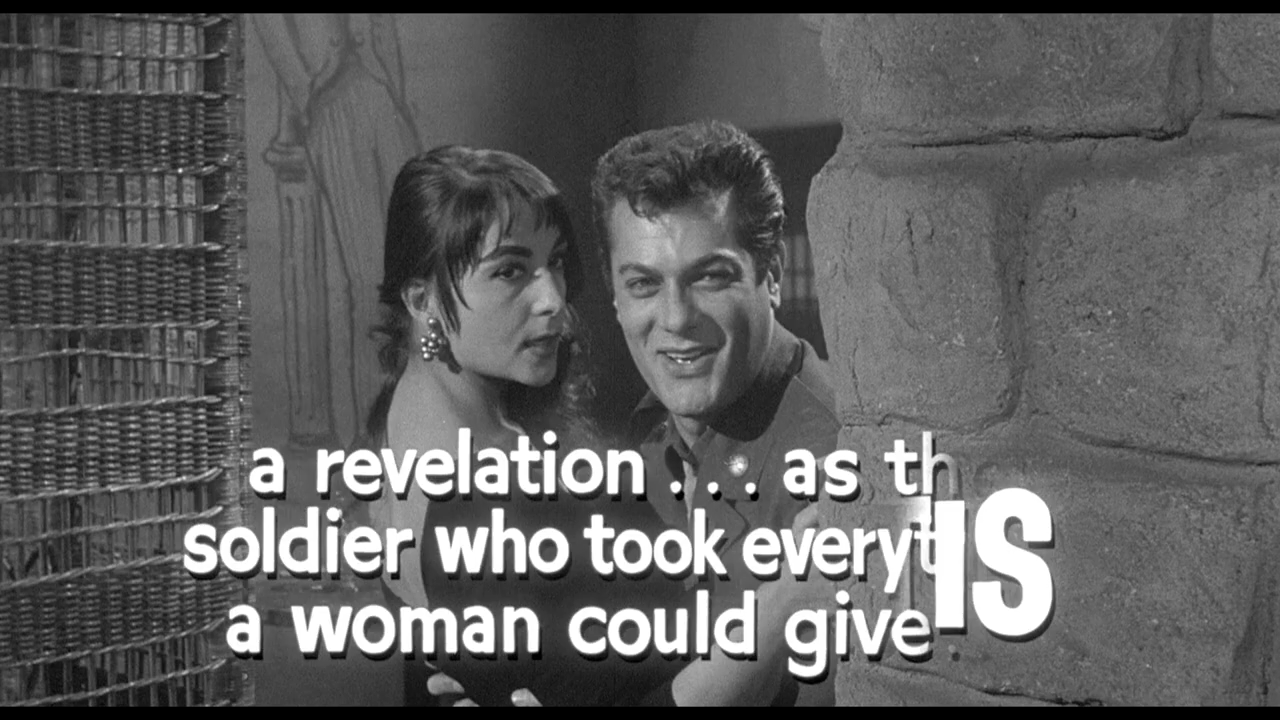 a revelation . . . as th
soldier who took everyt
a woman could give
IS